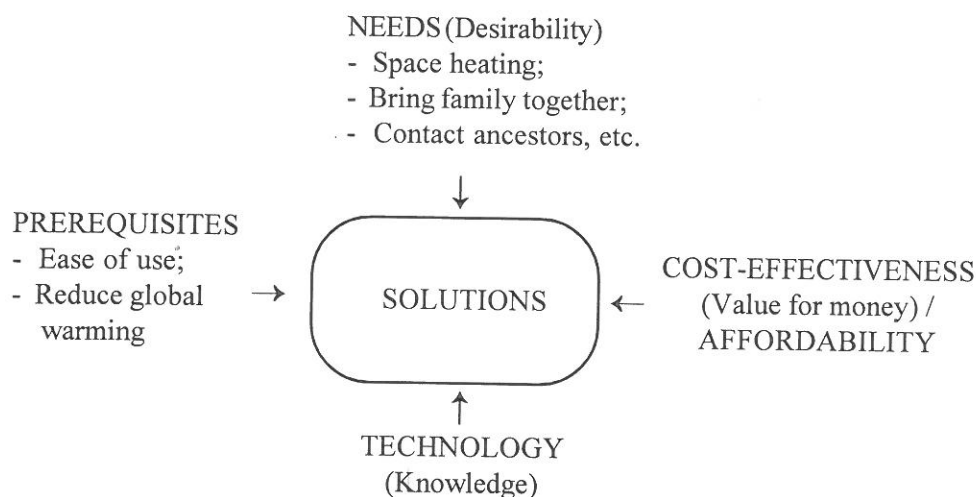 NEEDS (Desirability)
- Space heating;
- Bring family together;
- Contact ancestors, etc.
PREREQUISITES
- Ease of use;
- Reduce global
warming
SOLUTIONS
COST-EFFECTIVENESS
(Value for money) /
AFFORDABILITY
TECHNOLOGY
(Knowledge)